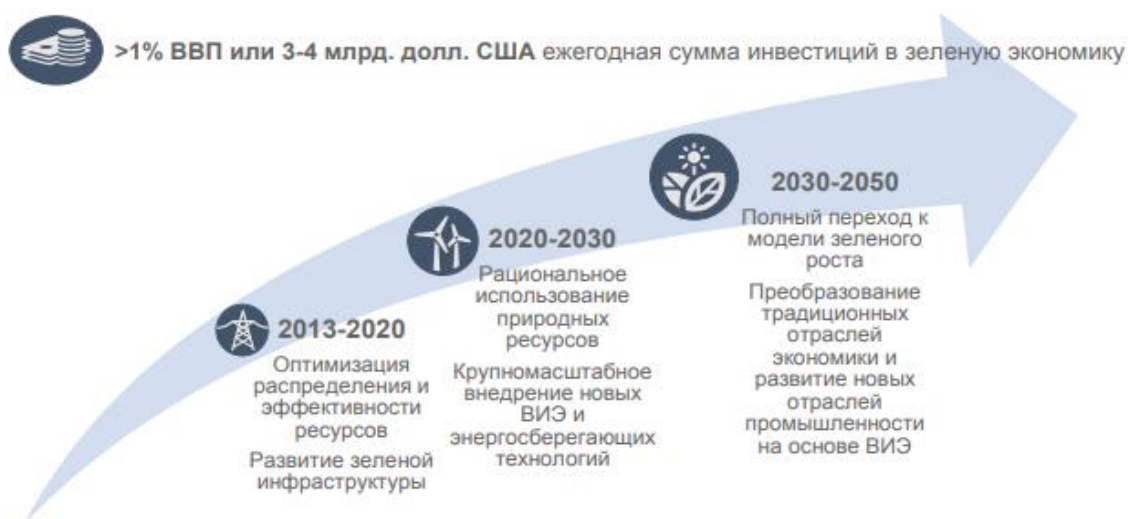 >1% ВВП или 3-4 млрд. долл. США ежегодная сумма инвестиций в зеленую экономику
2013-2020
Оптимизация
распределения и
эффективности
ресурсов
Развитие зеленой
инфраструктуры
2020-2030
Рациональное
использование
природных
ресурсов
Крупномасштабное
внедрение новых
ВИЭ и
энергосберегающих
технологий
2030-2050
Полный переход к
модели зеленого
роста
Преобразование
традиционных
отраслей
экономики и
развитие новых
отраслей
промышленности
на основе ВИЭ